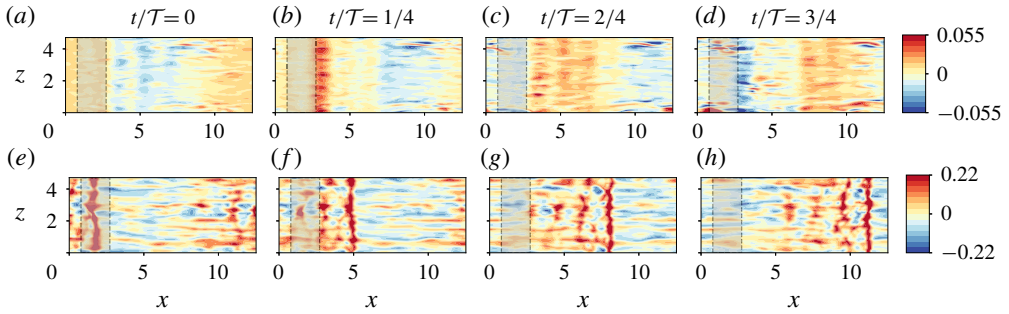 (a) t/T = 0 (b) t/T = 1/4 (c) t/T = 2/4 (d) t/T = 3/4
4 0.055
z 2 0
0 5 10 0 5 10 0 5 10 0 5 10 −0.055
(e) (f) (g) (h)
4 0.22
z 2 0
0 5 10 0 5 10 0 5 10 0 5 10 −0.22
x x x x